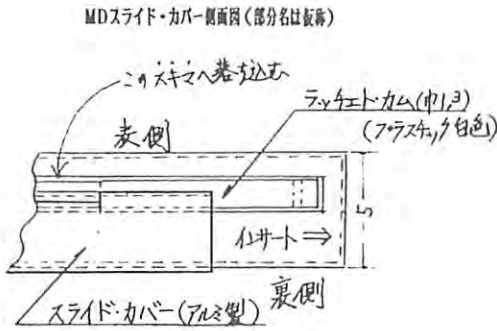 MDスライド・カバー側面図(部分名は仮称)
このスキマへ落ち込む
ラッチェト・カム(巾1,3)
(プラスチック白色)
表側
5
インサート⇒
裏側
スライド・カバー(アルミ製)